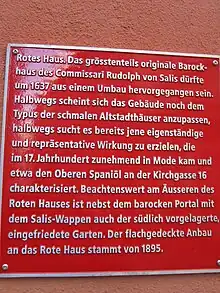 Rotes Haus. Das grösstenteils originale Barock-
haus des Commissari Rudolph von Salis dürfte
um 1637 aus einem Umbau hervorgegangen sein.
Halbwegs scheint sich das Gebäude noch dem
Typus der schmalen Altstadthäuser anzupassen,
halbwegs sucht es bereits jene eigenständige
und repräsentative Wirkung zu erzielen, die
im 17. Jahrhundert zunehmend in Mode kam und
etwa den Oberen Spaniöl an der Kirchgasse 16
charakterisiert. Beachtenswert am Äusseren des
Roten Hauses ist nebst dem barocken Portal mit
dem Salis-Wappen auch der südlich vorgelagerte,
eingefriedete Garten. Der flachgedeckte Anbau
an das Rote Haus stammt von 1895.